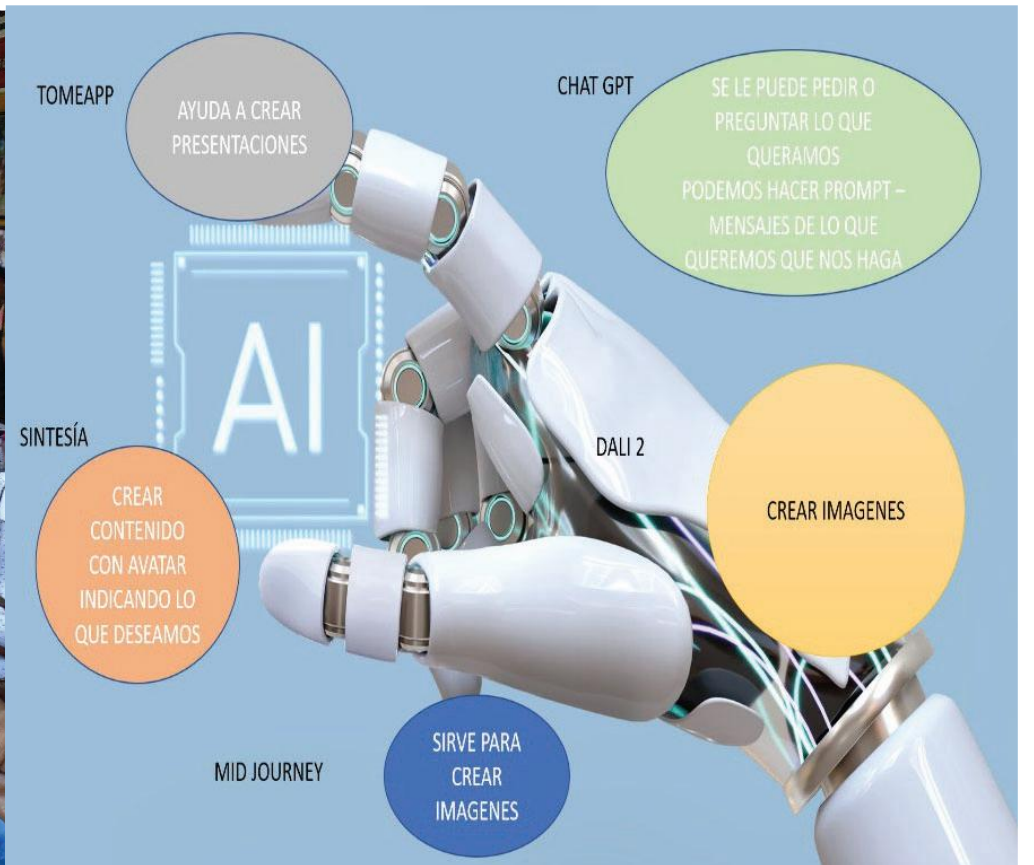 TOMEAPP
AYUDA A CREAR
PRESENTACIONES
CHAT GPT
SE LE PUEDE PEDIR O
PREGUNTAR LO QUE
QUERAMOS
PODEMOS HACER PROMPT –
MENSAJES DE LO QUE
QUEREMOS QUE NOS HAGA
AI
SINTESÍA
CREAR
CONTENIDO
CON AVATAR
INDICANDO LO
QUE DESEAMOS
DALI 2
CREAR IMAGENES
MID JOURNEY
SIRVE PARA
CREAR
IMAGENES